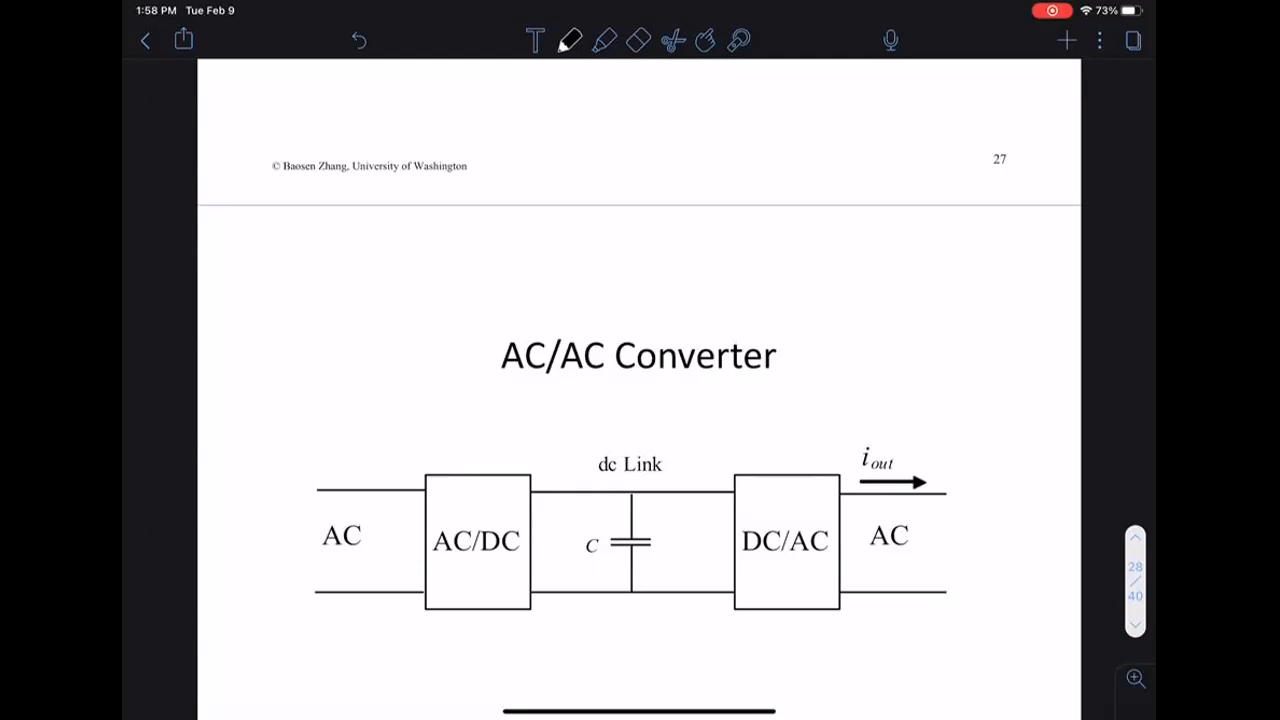 1:58 PM Tue Feb 9
73%
T
© Baosen Zhang, University of Washington
27
AC/AC Converter
dc Link
i out
AC
AC/DC
C
DC/AC
AC
28
/
40